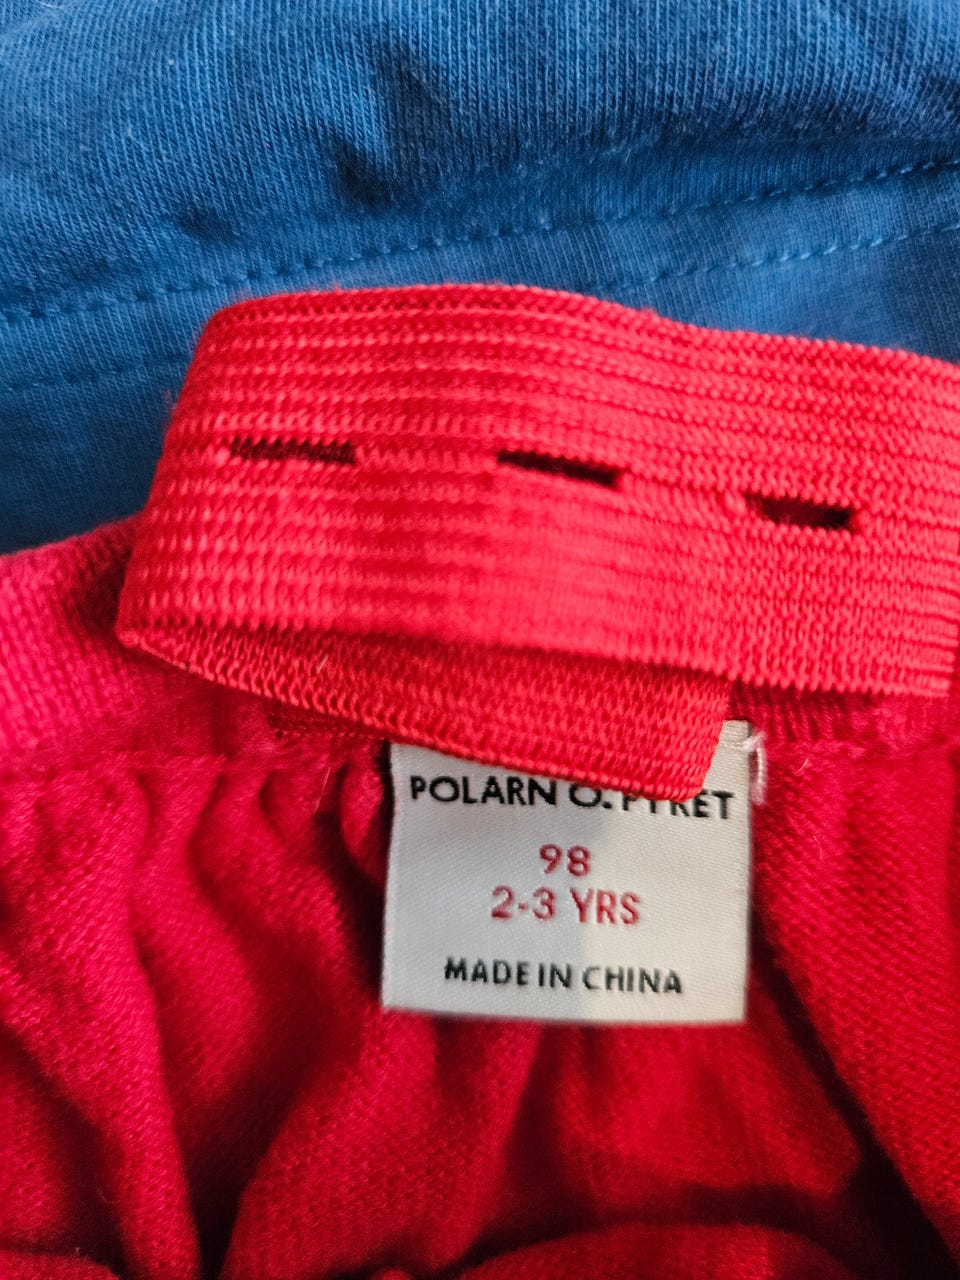 POLARN O. PYRET
98
2-3 YRS
MADE IN CHINA